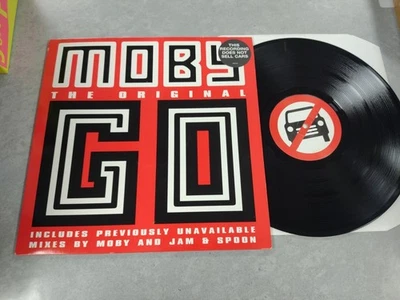 MOBY
THIS
RECORDING
DOES NOT
SELL CARS
THE ORIGINAL
GO
INCLUDES PREVIOUSLY UNAVAILABLE
MIXES BY MOBY AND JAM & SPOON